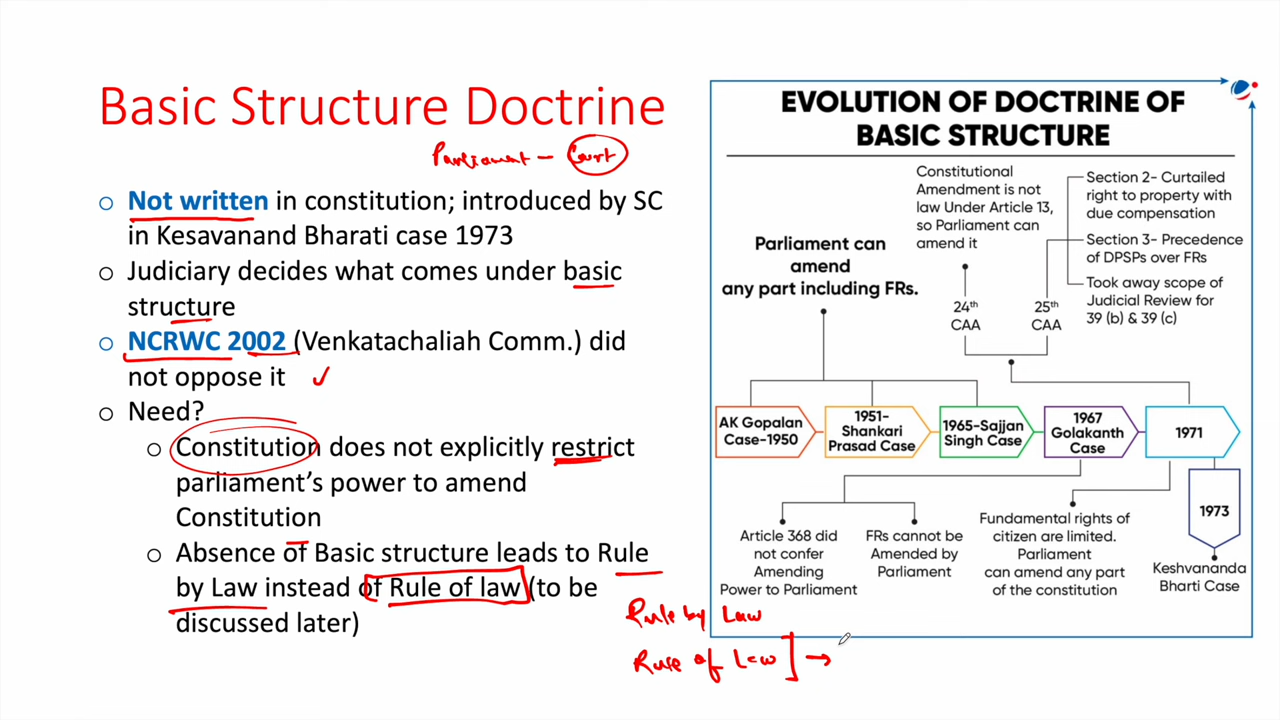 Basic Structure Doctrine
Parliament – Court
○ Not written in constitution; introduced by SC
in Kesavanand Bharati case 1973
○ Judiciary decides what comes under basic
structure
○ NCRWC 2002 (Venkatachaliah Comm.) did
not oppose it ✓
○ Need?
○ Constitution does not explicitly restrict
parliament's power to amend
Constitution
○ Absence of Basic structure leads to Rule
by Law instead of Rule of law (to be
discussed later)
Rule by Law
Rule of Law ] →
EVOLUTION OF DOCTRINE OF
BASIC STRUCTURE
Parliament can
amend
any part including FRs.
Constitutional
Amendment is not
law Under Article 13,
so Parliament can
amend it
Section 2- Curtailed
right to property with
due compensation
Section 3- Precedence
of DPSPs over FRs
Took away scope of
Judicial Review for
39 (b) & 39 (c)
24th
CAA
25th
CAA
AK Gopalan
Case-1950
1951-
Shankari
Prasad Case
1965-Sajjan
Singh Case
1967
Golakanth
Case
1971
1973
Article 368 did
not confer
Amending
Power to Parliament
FRs cannot be
Amended by
Parliament
Fundamental rights of
citizen are limited.
Parliament
can amend any part
of the constitution
Keshvananda
Bharti Case